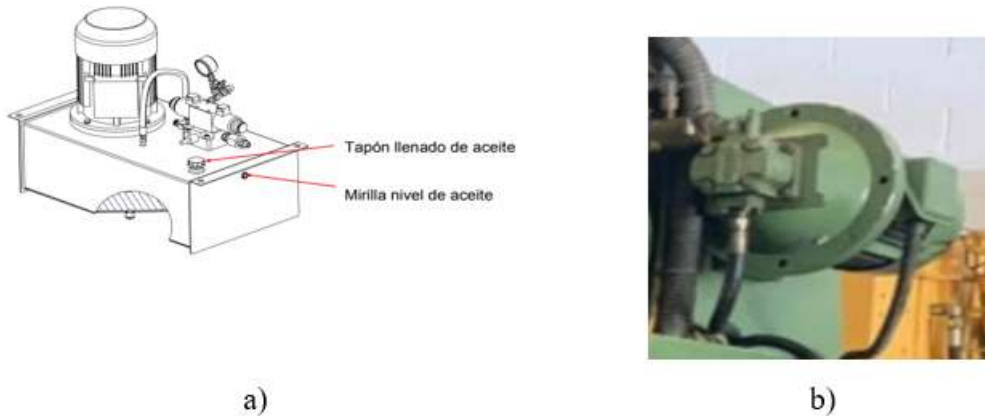 Tapón llenado de aceite
Mirilla nivel de aceite
a)
b)